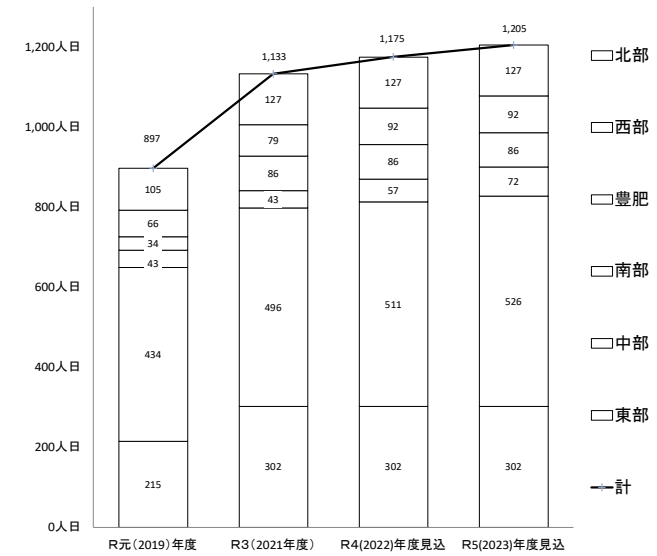 1,200人日
1,000人日
800人日
600人日
400人日
200人日
0人日
897
105
66
34
43
434
215
1,133
127
79
86
43
496
302
1,175
127
92
86
57
511
302
1,205
127
92
86
72
526
302
R元（2019）年度
R3（2021年度）
R4(2022)年度見込
R5(2023)年度見込
北部
西部
豊肥
南部
中部
東部
計